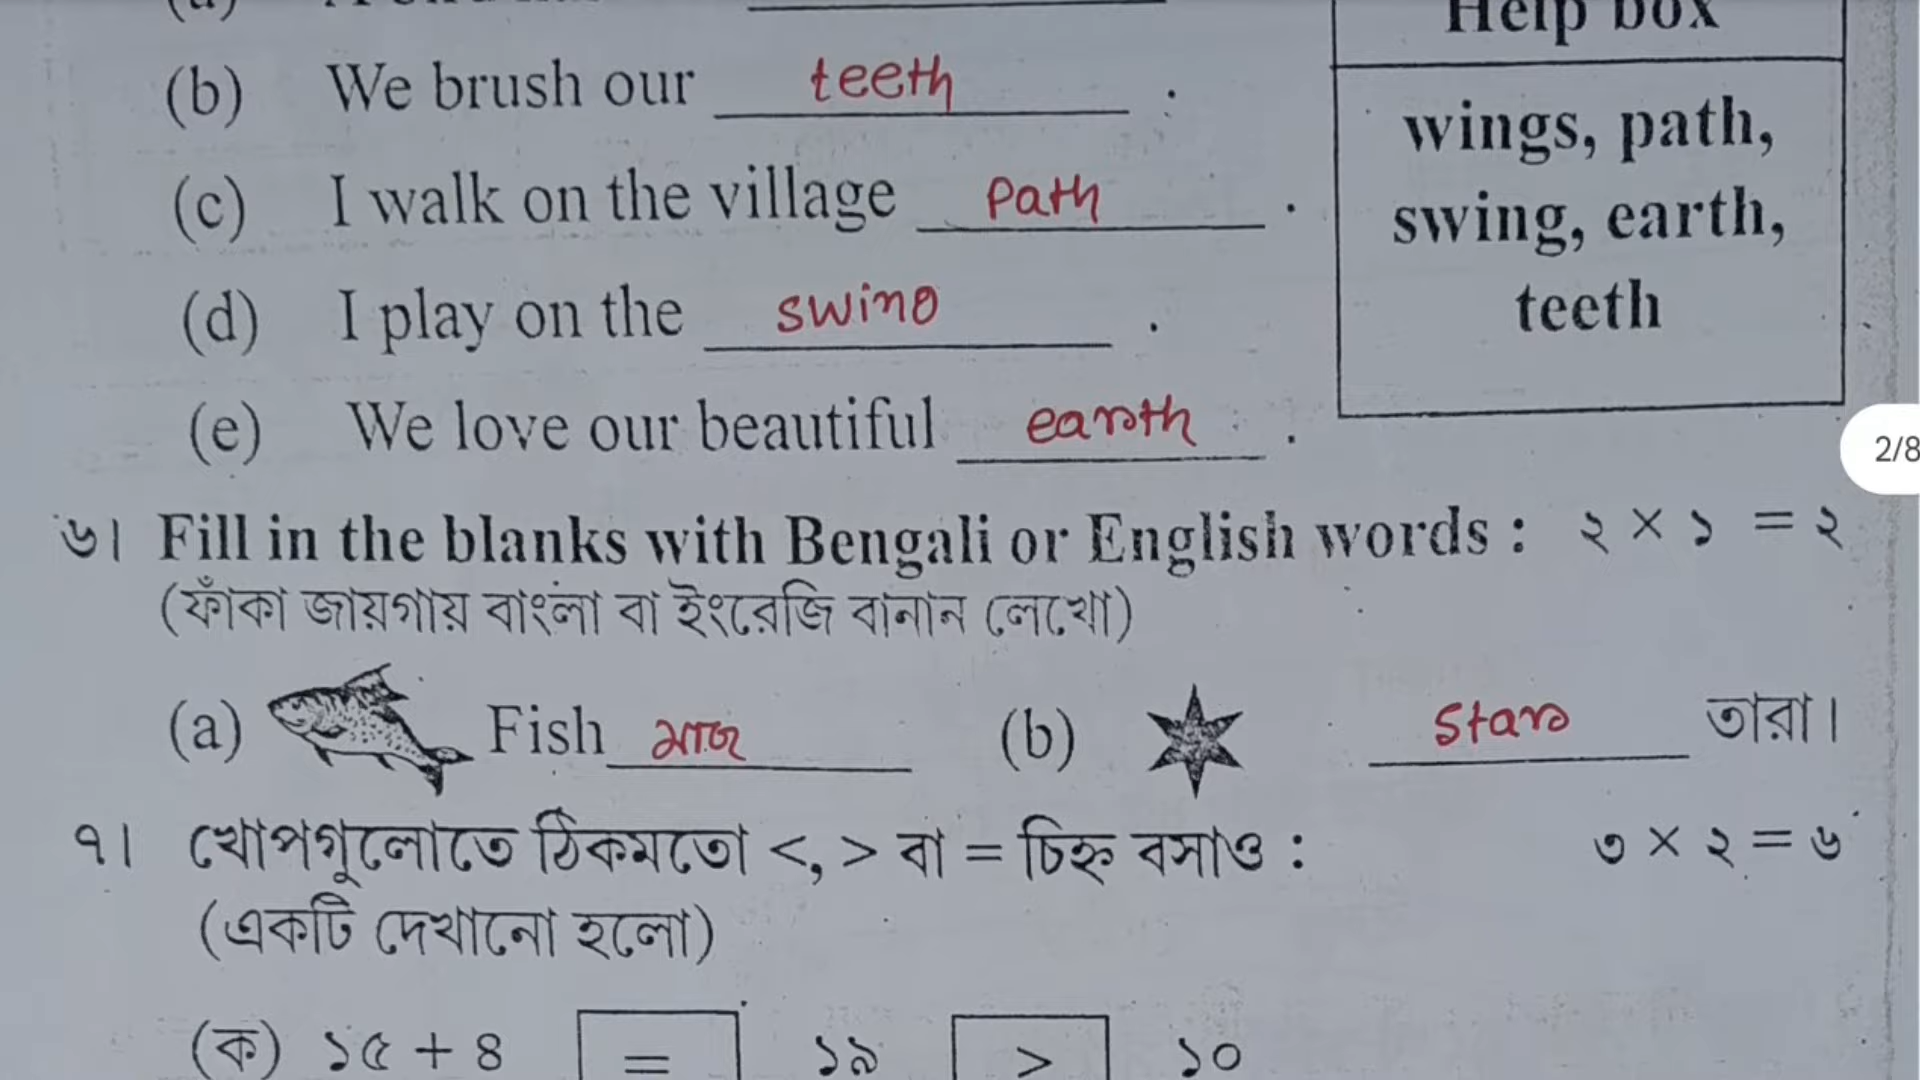 Help box
(b) We brush our teeth .
(c) I walk on the village Path .
(d) I play on the swing .
(e) We love our beautiful earth .
wings, path,
swing, earth,
teeth
2/8
৬। Fill in the blanks with Bengali or English words : ২ × ১ = ২
(ফাঁকা জায়গায় বাংলা বা ইংরেজি বানান লেখো)
(a) Fish মাছ (b) Star তারা।
৭। খোপগুলোতে ঠিকমতো <, > বা = চিহ্ন বসাও : ৩ × ২ = ৬
(একটি দেখানো হলো)
(ক) ১৫ + ৪ = ১৯ > ১০